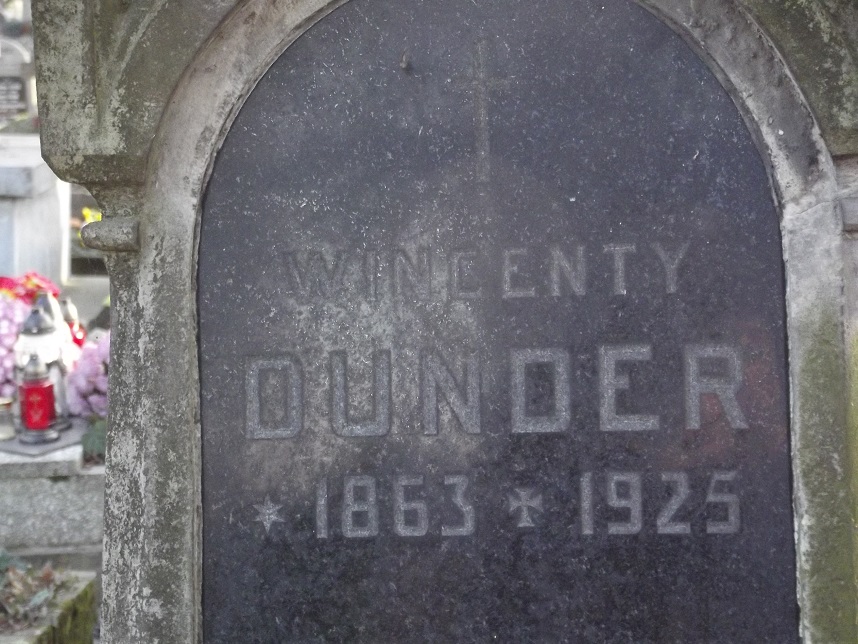 WINCENTY
DUNDER
* 1863 ✠ 1925